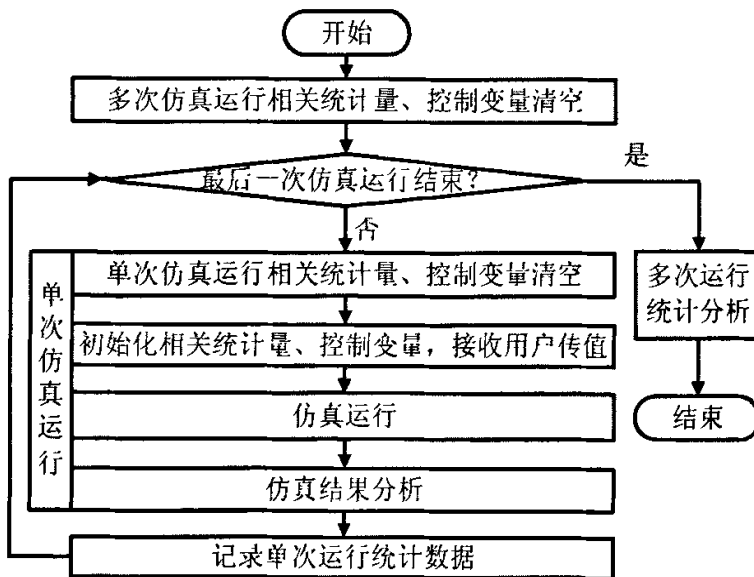 开始
多次仿真运行相关统计量、控制变量清空
最后一次仿真运行结束?
是
否
单次仿真运行
单次仿真运行相关统计量、控制变量清空
初始化相关统计量、控制变量，接收用户传值
仿真运行
仿真结果分析
记录单次运行统计数据
多次运行
统计分析
结束